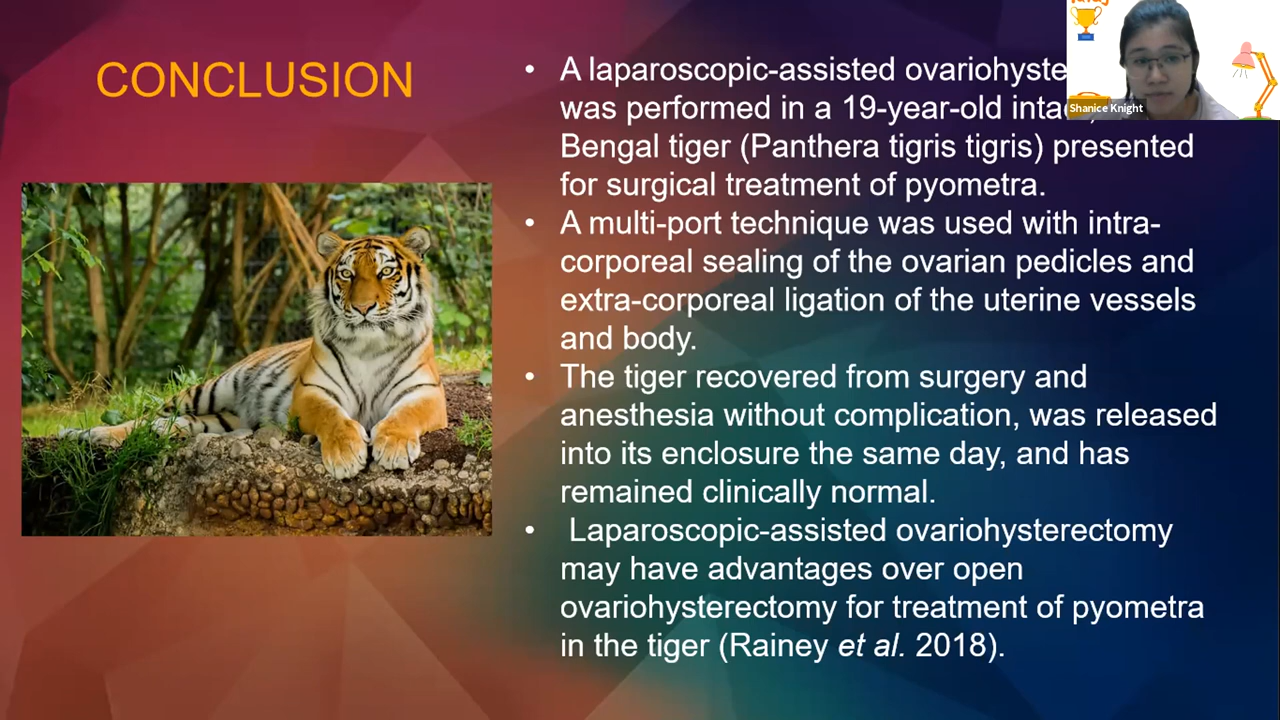 CONCLUSION
• A laparoscopic-assisted
was performed in a 19-year-old
Bengal tiger (Panthera tigris tigris) presented
for surgical treatment of pyometra.
• A multi-port technique was used with intra-
corporeal sealing of the ovarian pedicles and
extra-corporeal ligation of the uterine vessels
and body.
• The tiger recovered from surgery and
anesthesia without complication, was released
into its enclosure the same day, and has
remained clinically normal.
• Laparoscopic-assisted ovariohysterectomy
may have advantages over open
ovariohysterectomy for treatment of pyometra
in the tiger (Rainey et al. 2018).
Shanice Knight